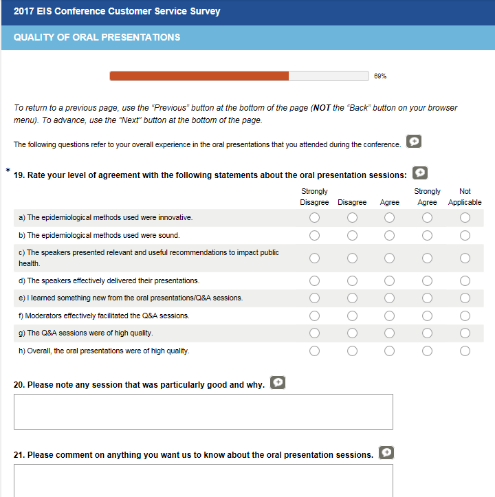 2017 EIS Conference Customer Service Survey
QUALITY OF ORAL PRESENTATIONS
69%
To return to a previous page, use the "Previous" button at the bottom of the page (NOT the "Back" button on your browser
menu). To advance, use the "Next" button at the bottom of the page.
The following questions refer to your overall experience in the oral presentations that you attended during the conference.
* 19. Rate your level of agreement with the following statements about the oral presentation sessions:
Strongly Disagree Disagree Agree Strongly Agree Not Applicable
a) The epidemiological methods used were innovative.
b) The epidemiological methods used were sound.
c) The speakers presented relevant and useful recommendations to impact public
health.
d) The speakers effectively delivered their presentations.
e) I learned something new from the oral presentations/Q&A sessions.
f) Moderators effectively facilitated the Q&A sessions.
g) The Q&A sessions were of high quality.
h) Overall, the oral presentations were of high quality.
20. Please note any session that was particularly good and why.
21. Please comment on anything you want us to know about the oral presentation sessions.